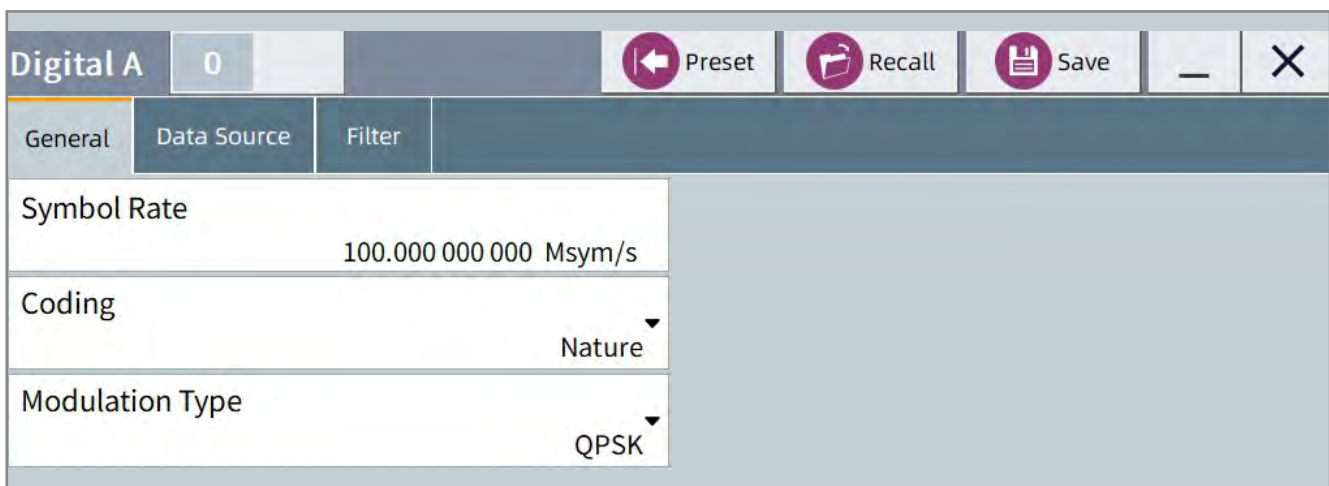 Digital A 0 Preset Recall Save
General Data Source Filter
Symbol Rate
100.000 000 000 Msym/s
Coding
Nature
Modulation Type
QPSK